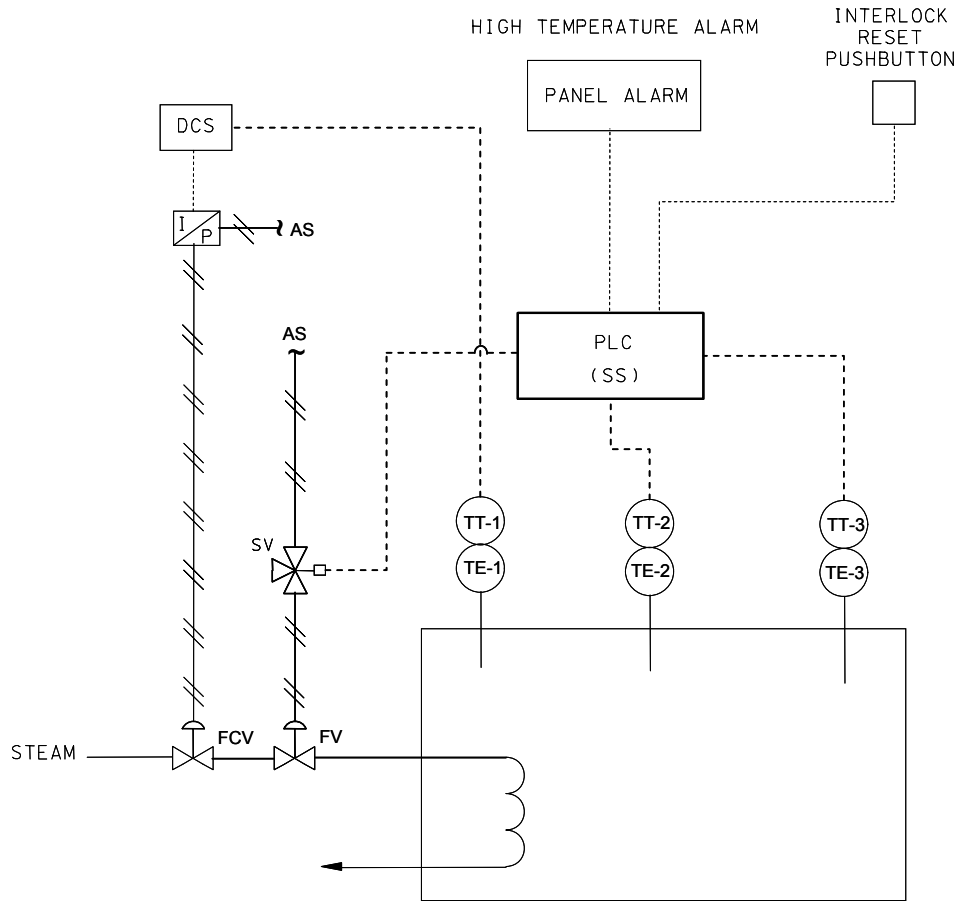 HIGH TEMPERATURE ALARM
INTERLOCK
RESET
PUSHBUTTON
PANEL ALARM
DCS
I
P
AS
AS
PLC
(SS)
TT-1
TT-2
TT-3
SV
TE-1
TE-2
TE-3
FCV
FV
STEAM